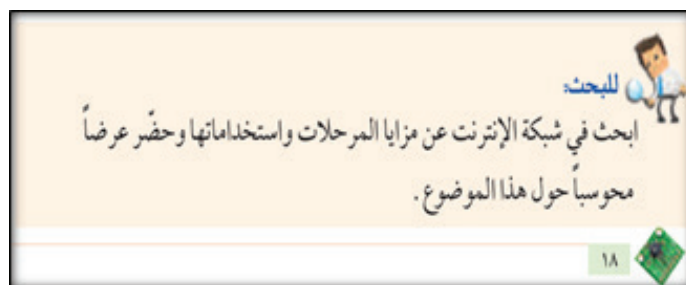 للبحث:
ابحث في شبكة الإنترنت عن مزايا المرحلات واستخداماتها وحضّر عرضاً
محوسباً حول هذا الموضوع.
١٨